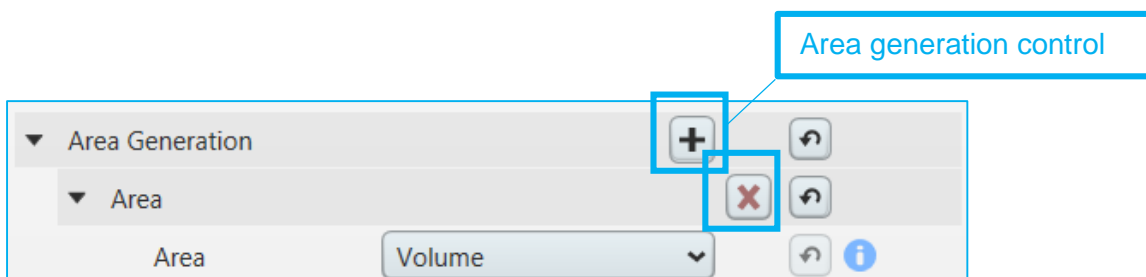 Area generation control
Area Generation
Area
Area Volume